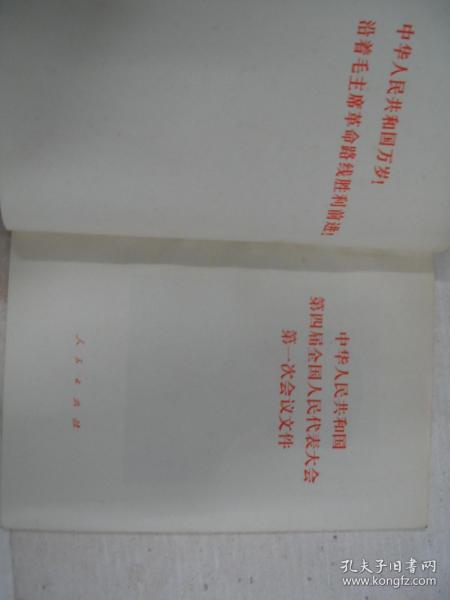 中华人民共和国万岁!
沿着毛主席革命路线胜利前进!
中华人民共和国
第四届全国人民代表大会
第一次会议文件
人民出版社
孔夫子旧书网
www.kongfz.com